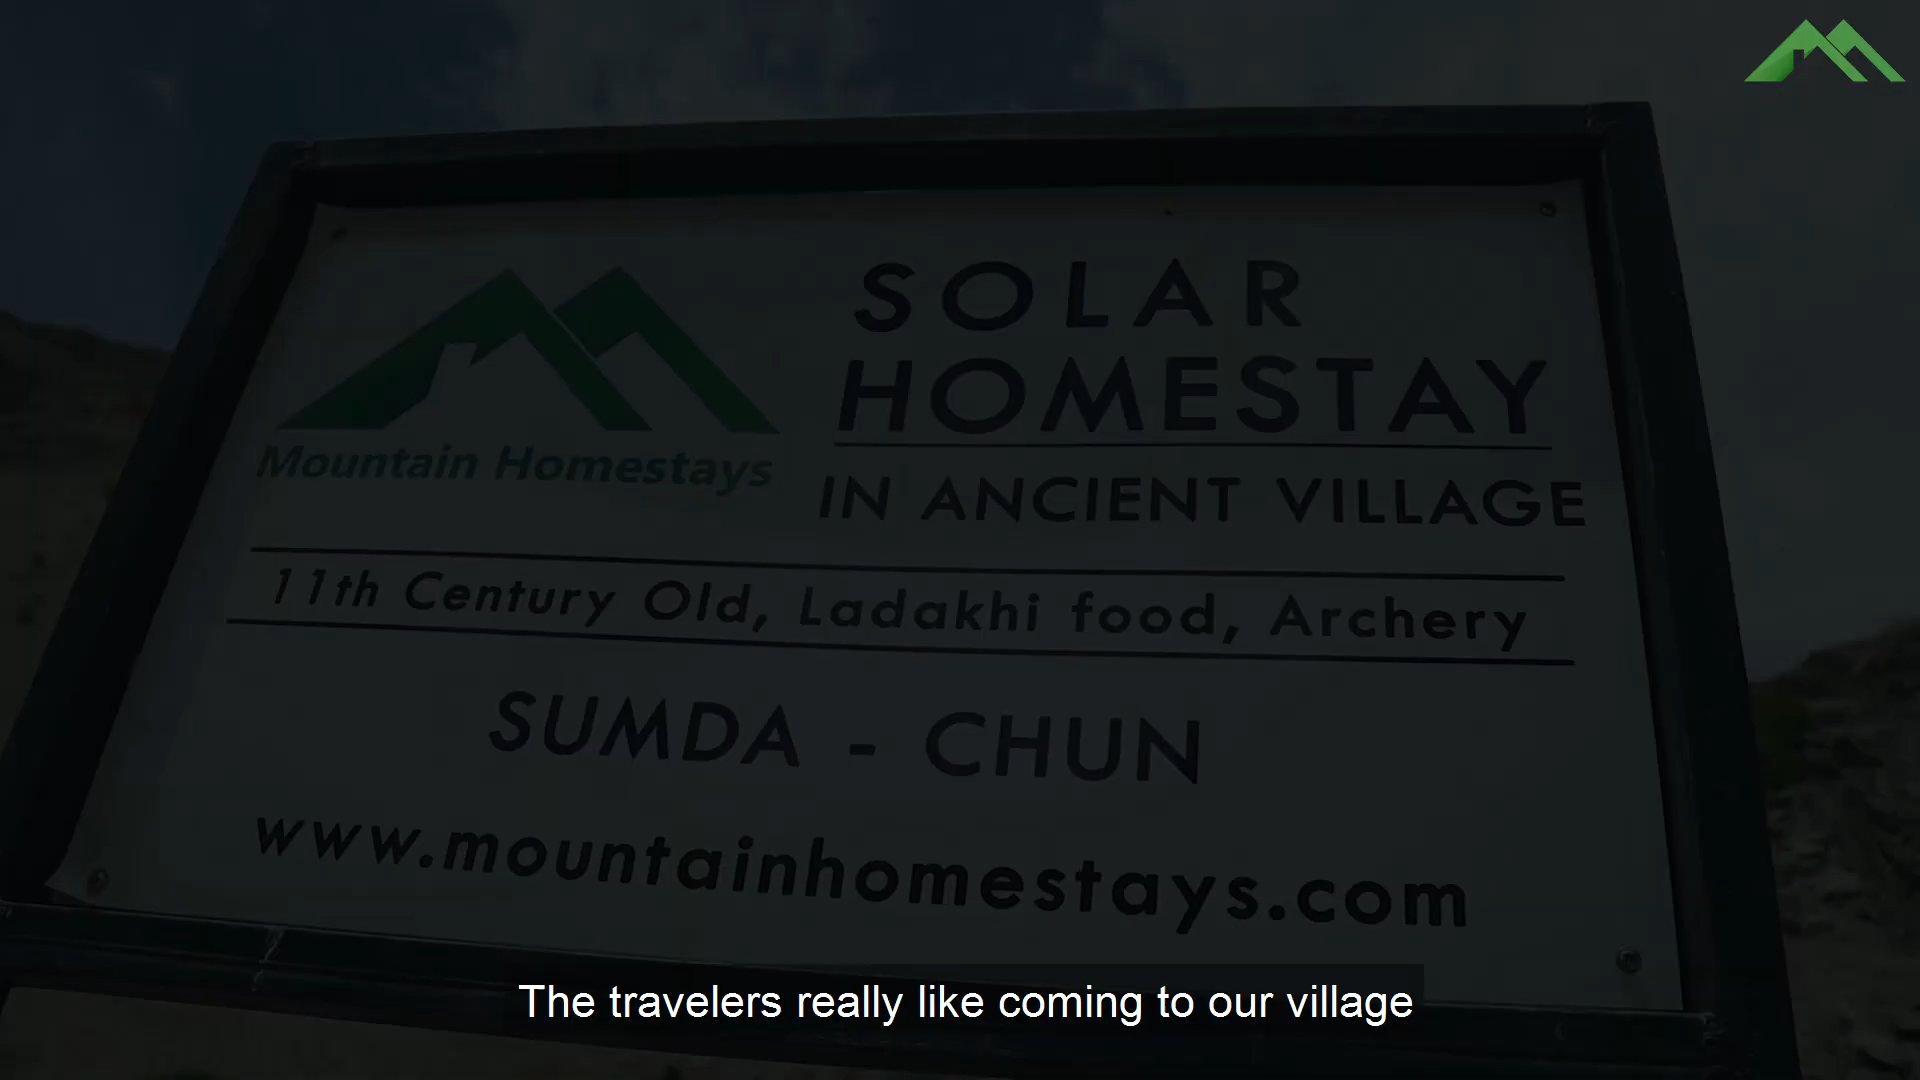 Mountain Homestays
SOLAR
HOMESTAY
IN ANCIENT VILLAGE
11th Century Old, Ladakhi food, Archery
SUMDA - CHUN
www.mountainhomestays.com
The travelers really like coming to our village